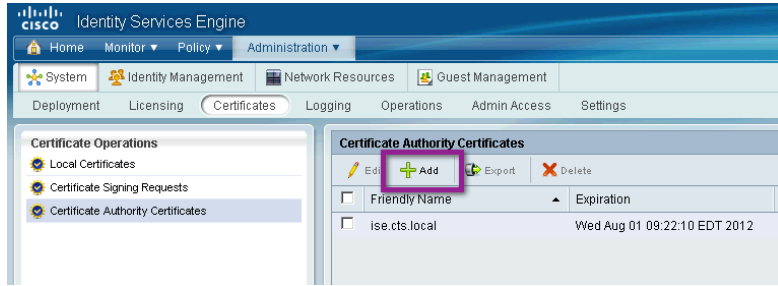 CISCO Identity Services Engine
Home Monitor ▼ Policy ▼ Administration ▼
System Identity Management Network Resources Guest Management
Deployment Licensing Certificates Logging Operations Admin Access Settings
Certificate Operations
Local Certificates
Certificate Signing Requests
Certificate Authority Certificates
Certificate Authority Certificates
Edi Add Export Delete
Friendly Name Expiration
ise.cts.local Wed Aug 01 09:22:10 EDT 2012